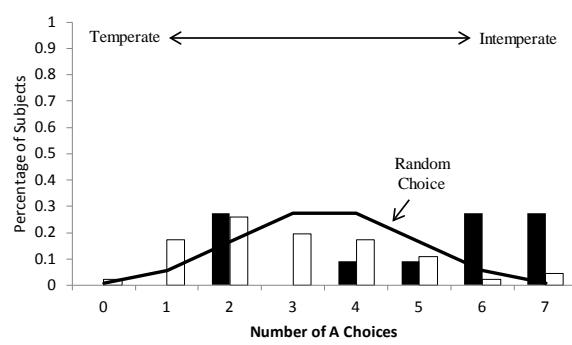 Temperate
Intemperate
Percentage of Subjects
1
0.9
0.8
0.7
0.6
0.5
0.4
0.3
0.2
0.1
0
Random
Choice
0 1 2 3 4 5 6 7
Number of A Choices